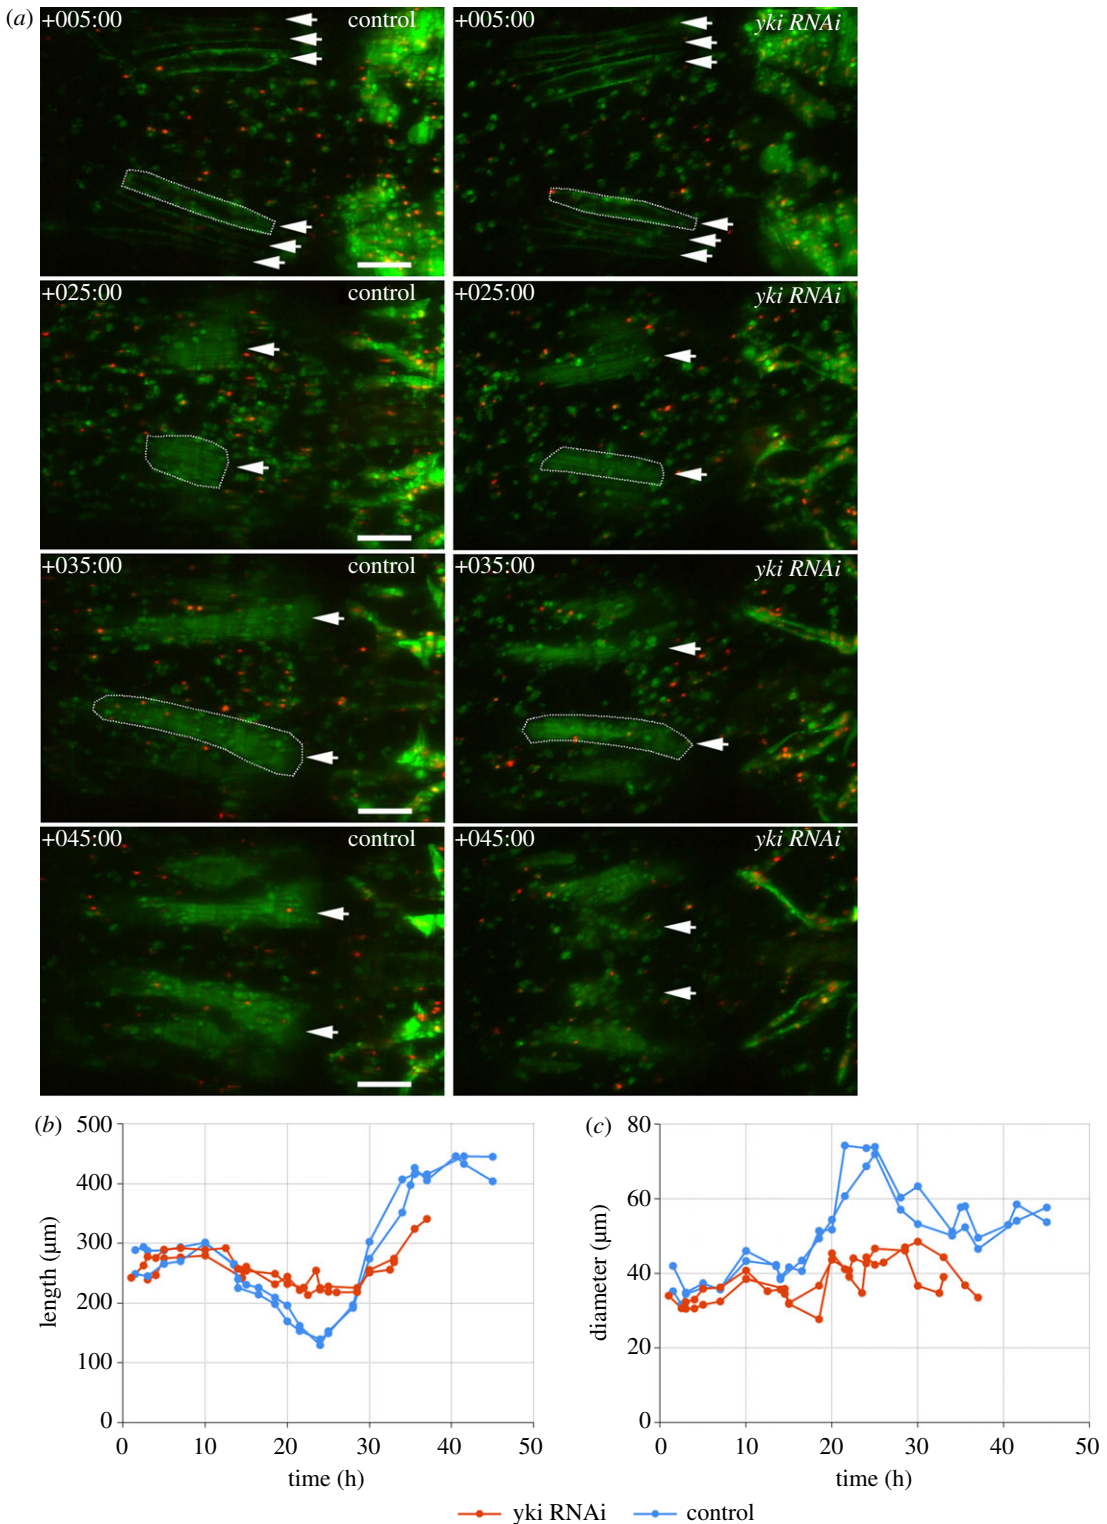 (a)
+005:00 control
+005:00 yki RNAi
+025:00 control
+025:00 yki RNAi
+035:00 control
+035:00 yki RNAi
+045:00 control
+045:00 yki RNAi
(b)
500
400
300
200
100
0
length (µm)
0 10 20 30 40 50
time (h)
(c)
80
60
40
20
0
diameter (µm)
0 10 20 30 40 50
time (h)
yki RNAi control